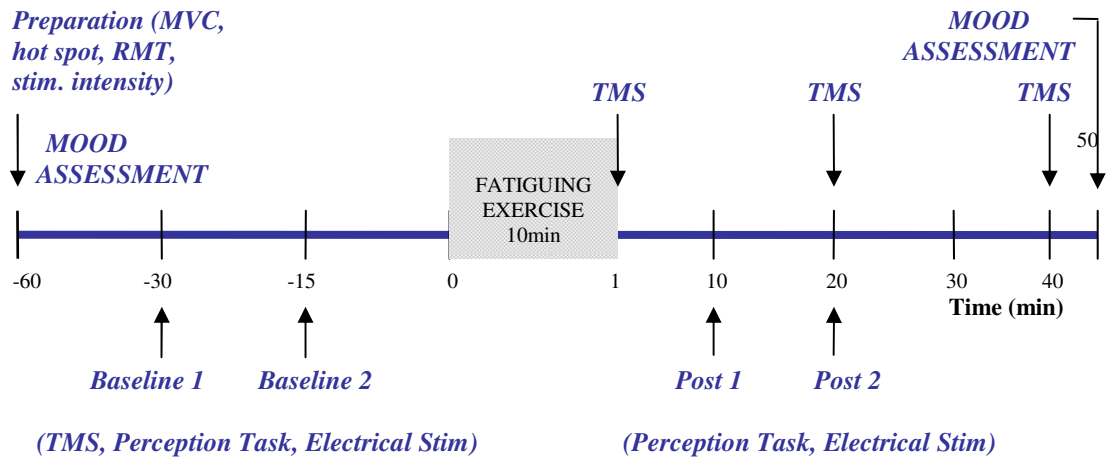 Preparation (MVC,
hot spot, RMT,
stim. intensity)
MOOD
ASSESSMENT
MOOD
ASSESSMENT
TMS
TMS
TMS
50
FATIGUING
EXERCISE
10min
-60
-30
-15
0
1
10
20
30
40
Time (min)
Baseline 1
Baseline 2
Post 1
Post 2
(TMS, Perception Task, Electrical Stim)
(Perception Task, Electrical Stim)